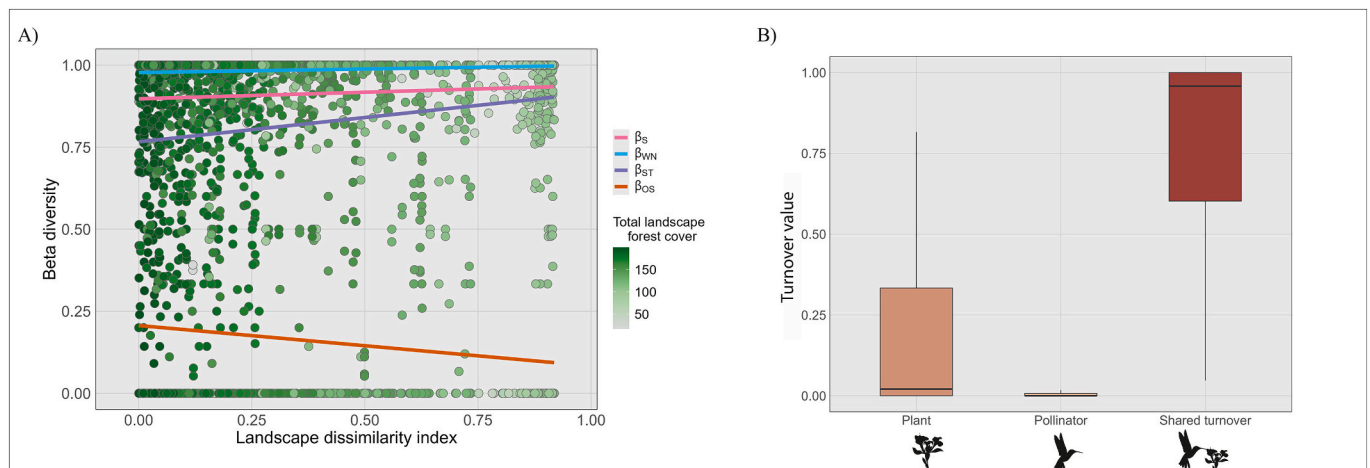 A)
1.00
0.75
0.50
0.25
0.00
Beta diversity
0.00 0.25 0.50 0.75 1.00
Landscape dissimilarity index
βS
βWN
βST
βOS
Total landscape
forest cover
150
100
50
B)
1.00
0.75
0.50
0.25
0.00
Turnover value
Plant Pollinator Shared turnover